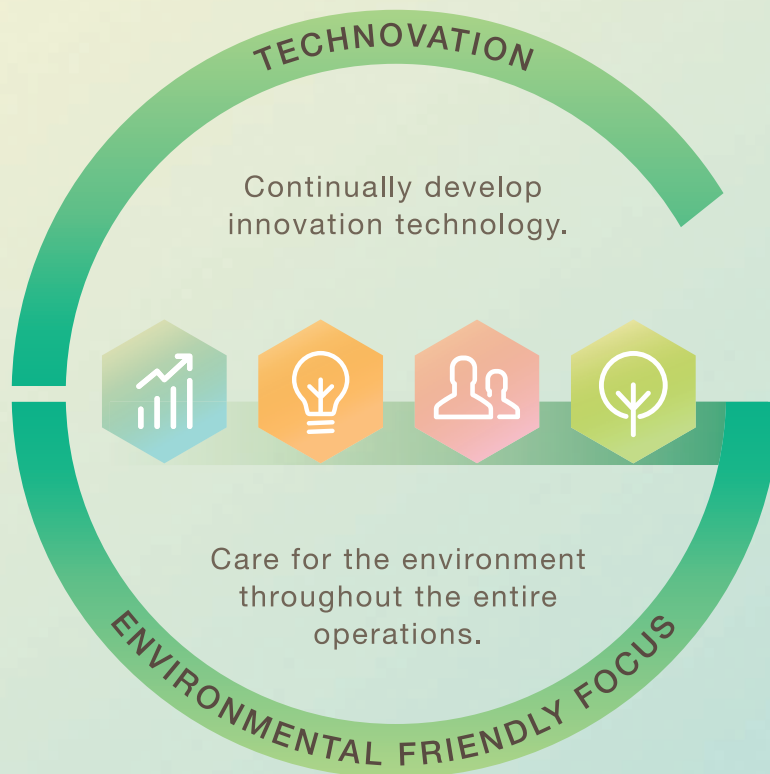 TECHNOVATION
Continually develop
innovation technology.
Care for the environment
throughout the entire
operations.
ENVIRONMENTAL FRIENDLY FOCUS